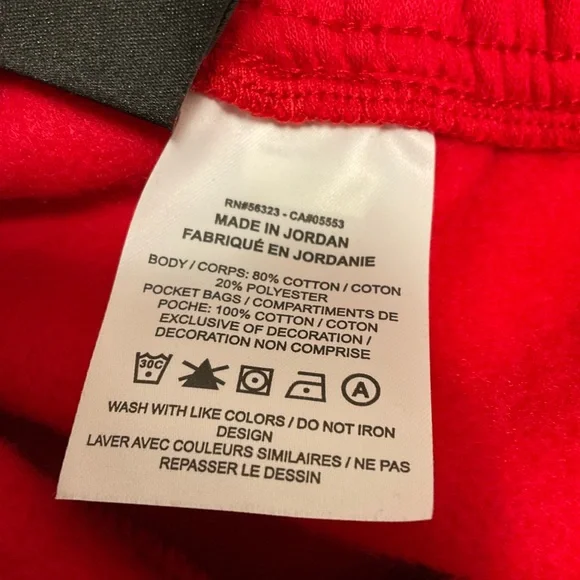 RN#56323 - CA#05553
MADE IN JORDAN
FABRIQUÉ EN JORDANIE
BODY / CORPS: 80% COTTON / COTON
20% POLYESTER
POCKET BAGS / COMPARTIMENTS DE
POCHE: 100% COTTON / COTON
EXCLUSIVE OF DECORATION /
DECORATION NON COMPRISE
30C A
WASH WITH LIKE COLORS / DO NOT IRON
DESIGN
LAVER AVEC COULEURS SIMILAIRES / NE PAS
REPASSER LE DESSIN